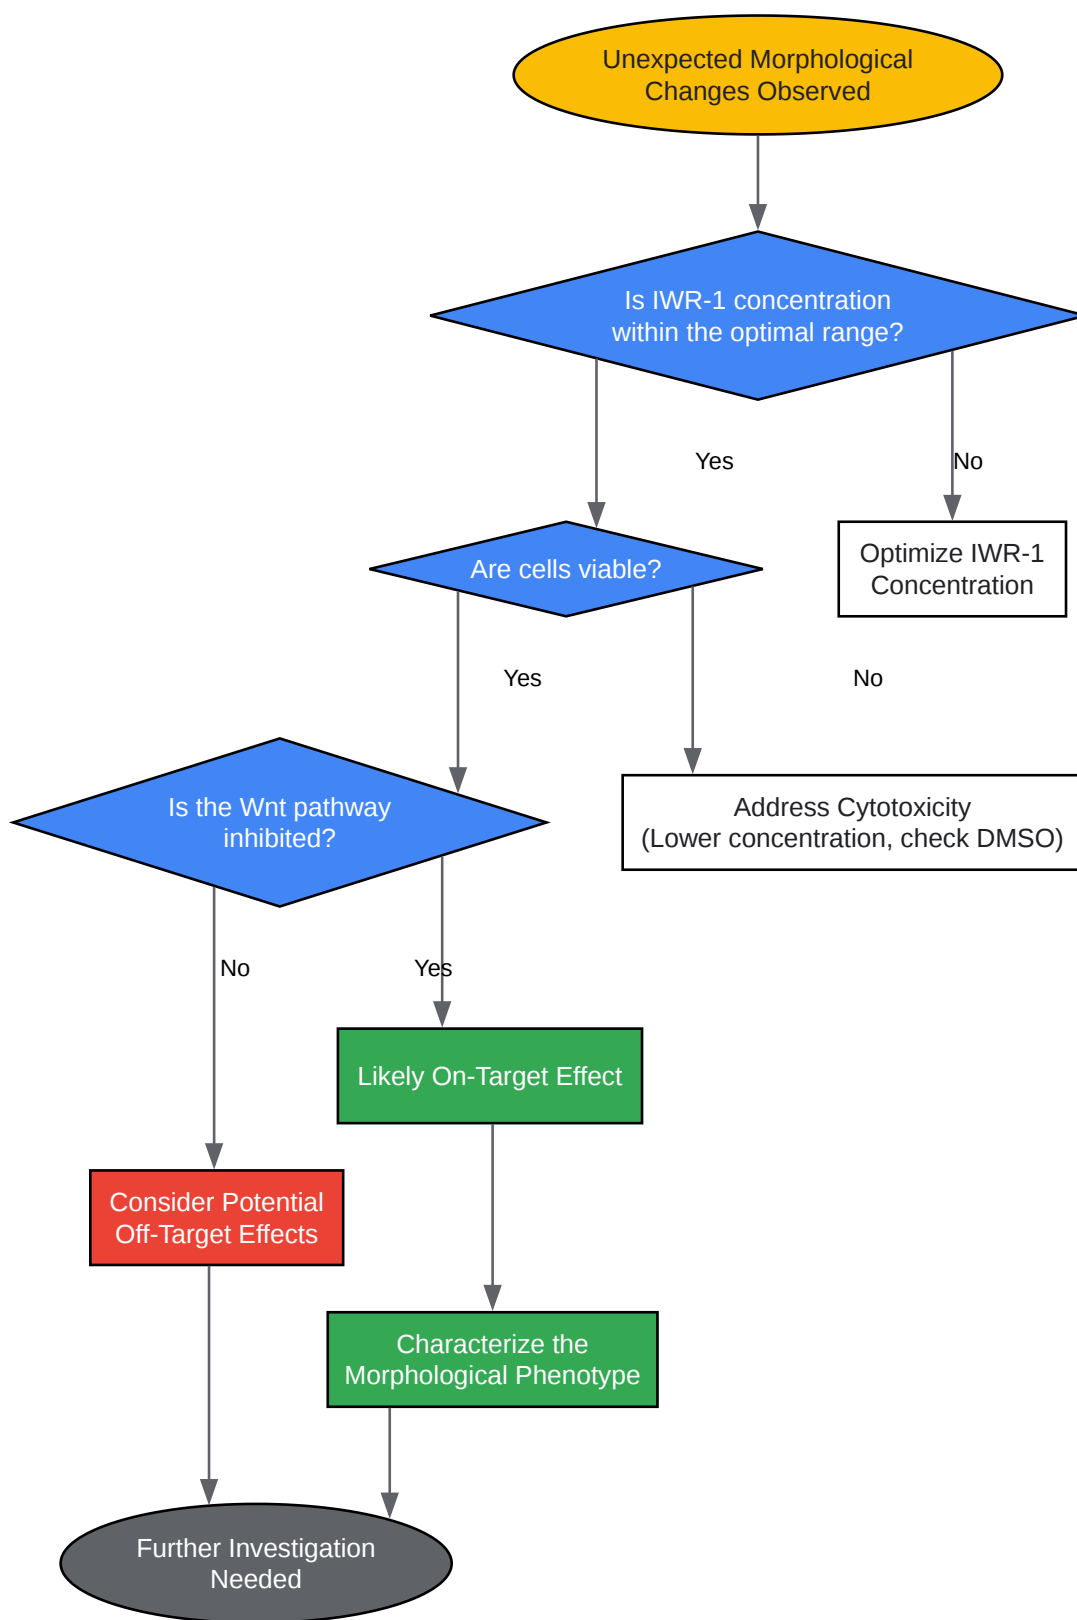 Unexpected Morphological
Changes Observed
Is IWR-1 concentration
within the optimal range?
Yes
No
Are cells viable?
Optimize IWR-1
Concentration
Yes
No
Is the Wnt pathway
inhibited?
Address Cytotoxicity
(Lower concentration, check DMSO)
No
Yes
Likely On-Target Effect
Consider Potential
Off-Target Effects
Characterize the
Morphological Phenotype
Further Investigation
Needed